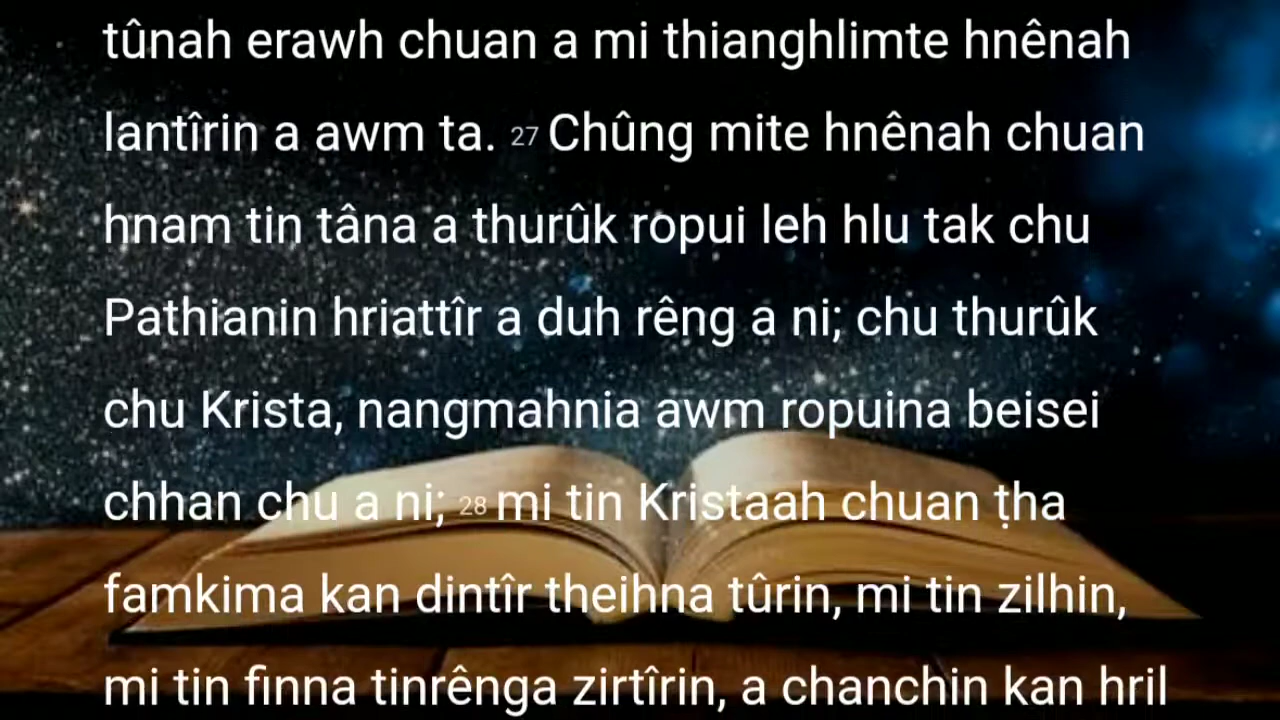 tûnah erawh chuan a mi thianghlimte hnênah
lantîrin a awm ta. 27 Chûng mite hnênah chuan
hnam tin tâna a thurûk ropui leh hlu tak chu
Pathianin hriattîr a duh rêng a ni; chu thurûk
chu Krista, nangmahnia awm ropuina beisei
chhan chu a ni; 28 mi tin Kristaah chuan ṭha
famkima kan dintîr theihna tûrin, mi tin zilhin,
mi tin finna tinrênga zirtîrin, a chanchin kan hril